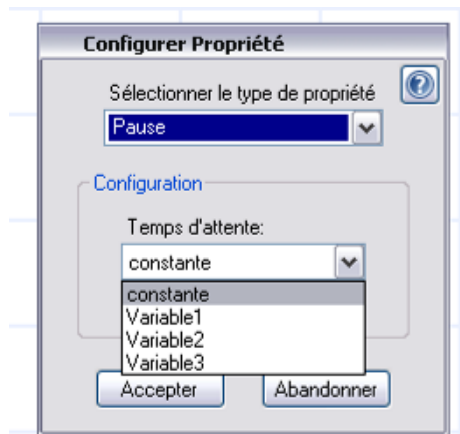 Configurer Propriété
Sélectionner le type de propriété
?
Pause
Configuration
Temps d'attente:
constante
constante
Variable1
Variable2
Variable3
Accepter
Abandonner